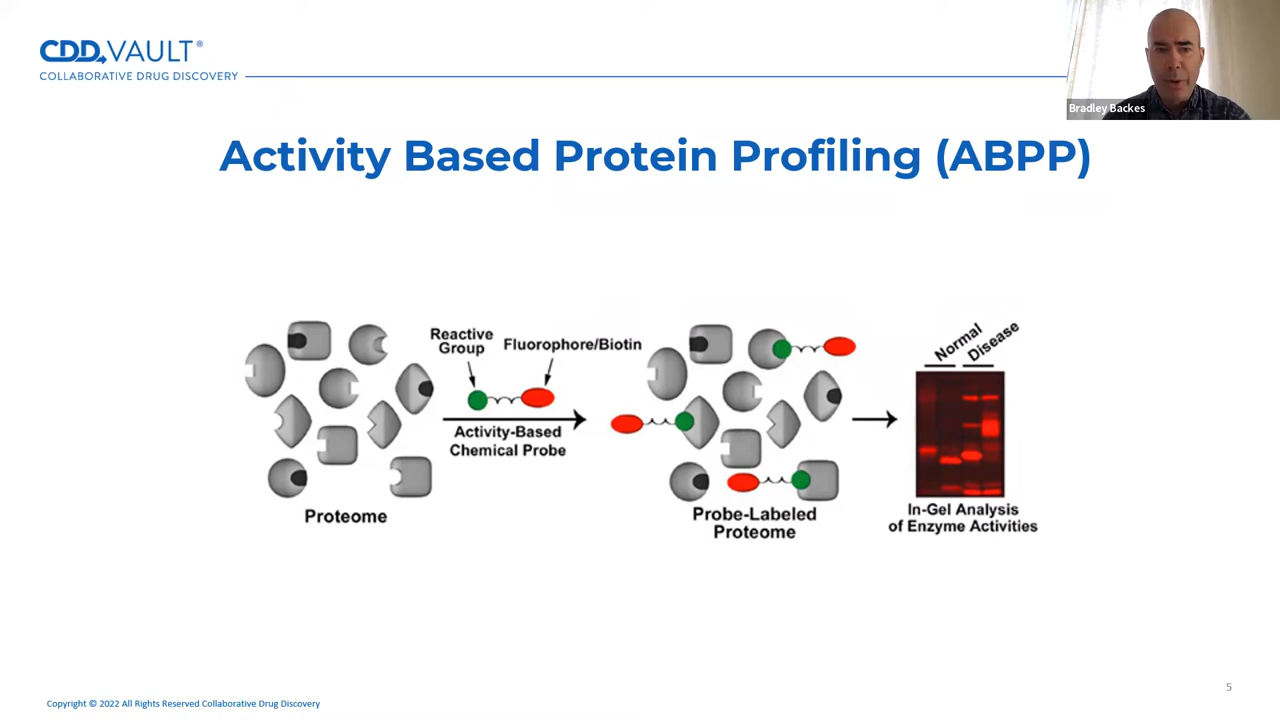 CDD VAULT®
COLLABORATIVE DRUG DISCOVERY
Bradley Backes
Activity Based Protein Profiling (ABPP)
Reactive
Group
Fluorophore/Biotin
Activity-Based
Chemical Probe
Proteome
Probe-Labeled
Proteome
Normal
Disease
In-Gel Analysis
of Enzyme Activities
Copyright © 2022 All Rights Reserved Collaborative Drug Discovery
5